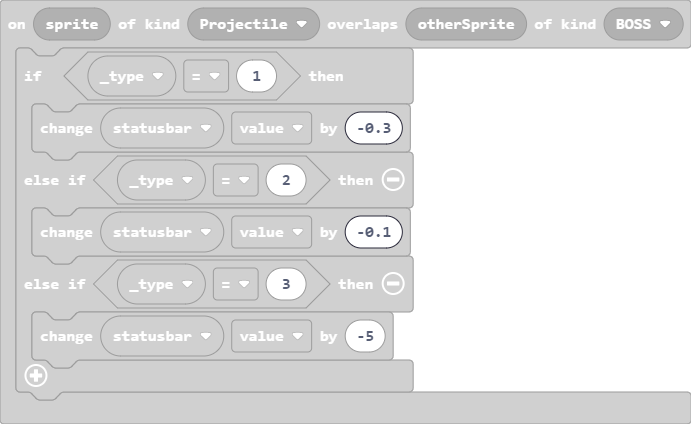 on sprite of kind Projectile overlaps otherSprite of kind BOSS
if _type = 1 then
change statusbar value by -0.3
else if _type = 2 then
change statusbar value by -0.1
else if _type = 3 then
change statusbar value by -5